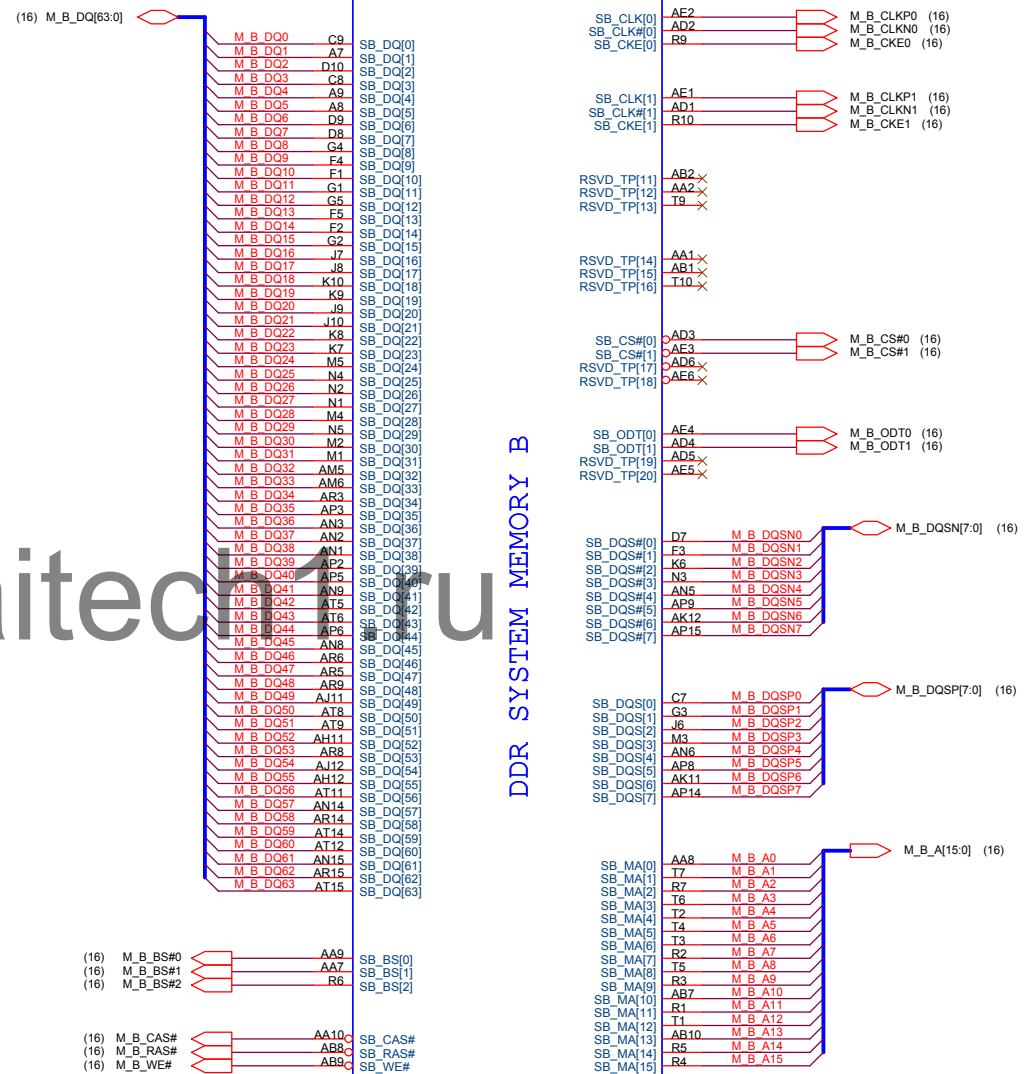 (16) M_B_DQ[63:0]
M_B_DQ0 C9 SB_DQ[0]
M_B_DQ1 A7 SB_DQ[1]
M_B_DQ2 D10 SB_DQ[2]
M_B_DQ3 C8 SB_DQ[3]
M_B_DQ4 A9 SB_DQ[4]
M_B_DQ5 A8 SB_DQ[5]
M_B_DQ6 D9 SB_DQ[6]
M_B_DQ7 D8 SB_DQ[7]
M_B_DQ8 G4 SB_DQ[8]
M_B_DQ9 F4 SB_DQ[9]
M_B_DQ10 F1 SB_DQ[10]
M_B_DQ11 G1 SB_DQ[11]
M_B_DQ12 G5 SB_DQ[12]
M_B_DQ13 F5 SB_DQ[13]
M_B_DQ14 F2 SB_DQ[14]
M_B_DQ15 G2 SB_DQ[15]
M_B_DQ16 J7 SB_DQ[16]
M_B_DQ17 J8 SB_DQ[17]
M_B_DQ18 K10 SB_DQ[18]
M_B_DQ19 K9 SB_DQ[19]
M_B_DQ20 J9 SB_DQ[20]
M_B_DQ21 J10 SB_DQ[21]
M_B_DQ22 K8 SB_DQ[22]
M_B_DQ23 K7 SB_DQ[23]
M_B_DQ24 M5 SB_DQ[24]
M_B_DQ25 N4 SB_DQ[25]
M_B_DQ26 N2 SB_DQ[26]
M_B_DQ27 N1 SB_DQ[27]
M_B_DQ28 M4 SB_DQ[28]
M_B_DQ29 N5 SB_DQ[29]
M_B_DQ30 M2 SB_DQ[30]
M_B_DQ31 M1 SB_DQ[31]
M_B_DQ32 AM5 SB_DQ[32]
M_B_DQ33 AM6 SB_DQ[33]
M_B_DQ34 AR3 SB_DQ[34]
M_B_DQ35 AP3 SB_DQ[35]
M_B_DQ36 AN3 SB_DQ[36]
M_B_DQ37 AN2 SB_DQ[37]
M_B_DQ38 AN1 SB_DQ[38]
M_B_DQ39 AP2 SB_DQ[39]
M_B_DQ40 AP5 SB_DQ[40]
M_B_DQ41 AN9 SB_DQ[41]
M_B_DQ42 AT5 SB_DQ[42]
M_B_DQ43 AT6 SB_DQ[43]
M_B_DQ44 AP6 SB_DQ[44]
M_B_DQ45 AN8 SB_DQ[45]
M_B_DQ46 AR6 SB_DQ[46]
M_B_DQ47 AR5 SB_DQ[47]
M_B_DQ48 AR9 SB_DQ[48]
M_B_DQ49 AJ11 SB_DQ[49]
M_B_DQ50 AT8 SB_DQ[50]
M_B_DQ51 AT9 SB_DQ[51]
M_B_DQ52 AH11 SB_DQ[52]
M_B_DQ53 AR8 SB_DQ[53]
M_B_DQ54 AJ12 SB_DQ[54]
M_B_DQ55 AH12 SB_DQ[55]
M_B_DQ56 AT11 SB_DQ[56]
M_B_DQ57 AN14 SB_DQ[57]
M_B_DQ58 AR14 SB_DQ[58]
M_B_DQ59 AT14 SB_DQ[59]
M_B_DQ60 AT12 SB_DQ[60]
M_B_DQ61 AN15 SB_DQ[61]
M_B_DQ62 AR15 SB_DQ[62]
M_B_DQ63 AT15 SB_DQ[63]
(16) M_B_BS#0 AA9 SB_BS[0]
(16) M_B_BS#1 AA7 SB_BS[1]
(16) M_B_BS#2 R6 SB_BS[2]
(16) M_B_CAS# AA10 SB_CAS#
(16) M_B_RAS# AB8 SB_RAS#
(16) M_B_WE# AB9 SB_WE#
DDR SYSTEM MEMORY B
SB_CLK[0] AE2 M_B_CLKP0 (16)
SB_CLK#[0] AD2 M_B_CLKN0 (16)
SB_CKE[0] R9 M_B_CKE0 (16)
SB_CLK[1] AE1 M_B_CLKP1 (16)
SB_CLK#[1] AD1 M_B_CLKN1 (16)
SB_CKE[1] R10 M_B_CKE1 (16)
RSVD_TP[11] AB2
RSVD_TP[12] AA2
RSVD_TP[13] T9
RSVD_TP[14] AA1
RSVD_TP[15] AB1
RSVD_TP[16] T10
SB_CS#[0] AD3 M_B_CS#0 (16)
SB_CS#[1] AE3 M_B_CS#1 (16)
RSVD_TP[17] AD6
RSVD_TP[18] AE6
SB_ODT[0] AE4 M_B_ODT0 (16)
SB_ODT[1] AD4 M_B_ODT1 (16)
RSVD_TP[19] AD5
RSVD_TP[20] AE5
M_B_DQSN[7:0] (16)
SB_DQS#[0] D7 M_B_DQSN0
SB_DQS#[1] F3 M_B_DQSN1
SB_DQS#[2] K6 M_B_DQSN2
SB_DQS#[3] N3 M_B_DQSN3
SB_DQS#[4] AN5 M_B_DQSN4
SB_DQS#[5] AP9 M_B_DQSN5
SB_DQS#[6] AK12 M_B_DQSN6
SB_DQS#[7] AP15 M_B_DQSN7
M_B_DQSP[7:0] (16)
SB_DQS[0] C7 M_B_DQSP0
SB_DQS[1] G3 M_B_DQSP1
SB_DQS[2] J6 M_B_DQSP2
SB_DQS[3] M3 M_B_DQSP3
SB_DQS[4] AN6 M_B_DQSP4
SB_DQS[5] AP8 M_B_DQSP5
SB_DQS[6] AK11 M_B_DQSP6
SB_DQS[7] AP14 M_B_DQSP7
M_B_A[15:0] (16)
SB_MA[0] AA8 M_B_A0
SB_MA[1] T7 M_B_A1
SB_MA[2] R7 M_B_A2
SB_MA[3] T6 M_B_A3
SB_MA[4] T2 M_B_A4
SB_MA[5] T4 M_B_A5
SB_MA[6] T3 M_B_A6
SB_MA[7] R2 M_B_A7
SB_MA[8] T5 M_B_A8
SB_MA[9] R3 M_B_A9
SB_MA[10] AB7 M_B_A10
SB_MA[11] R1 M_B_A11
SB_MA[12] T1 M_B_A12
SB_MA[13] AB10 M_B_A13
SB_MA[14] R5 M_B_A14
SB_MA[15] R4 M_B_A15
itech1.ru